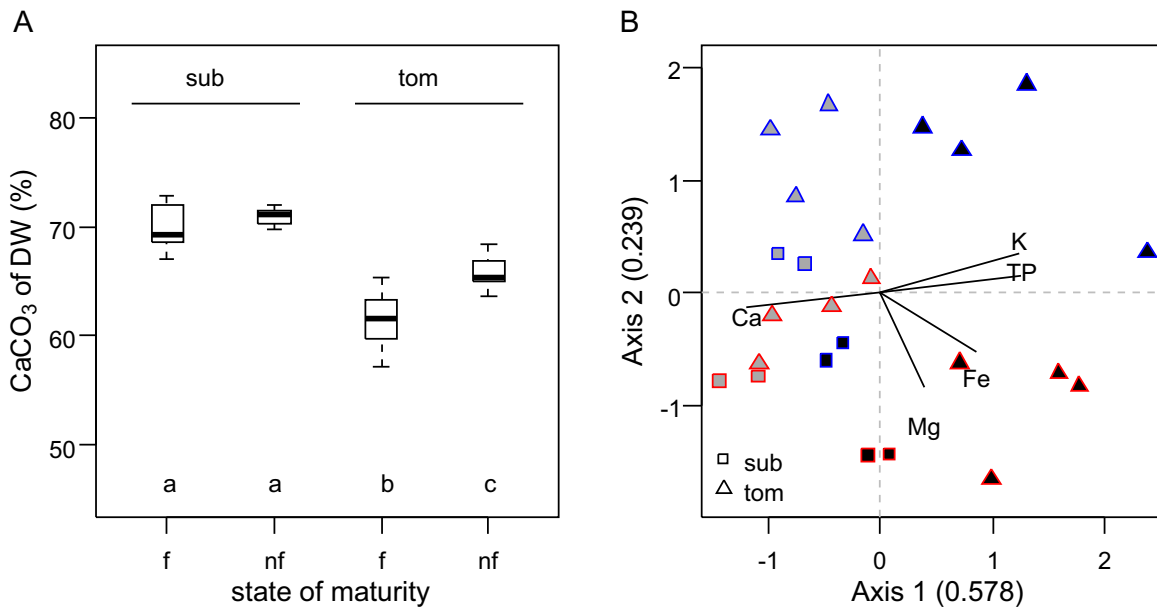 A
sub
tom
CaCO₃ of DW (%)
80
70
60
50
a
a
b
c
f
nf
f
nf
state of maturity
B
Axis 2 (0.239)
2
1
0
-1
K
TP
Ca
Fe
Mg
sub
tom
-1
0
1
2
Axis 1 (0.578)